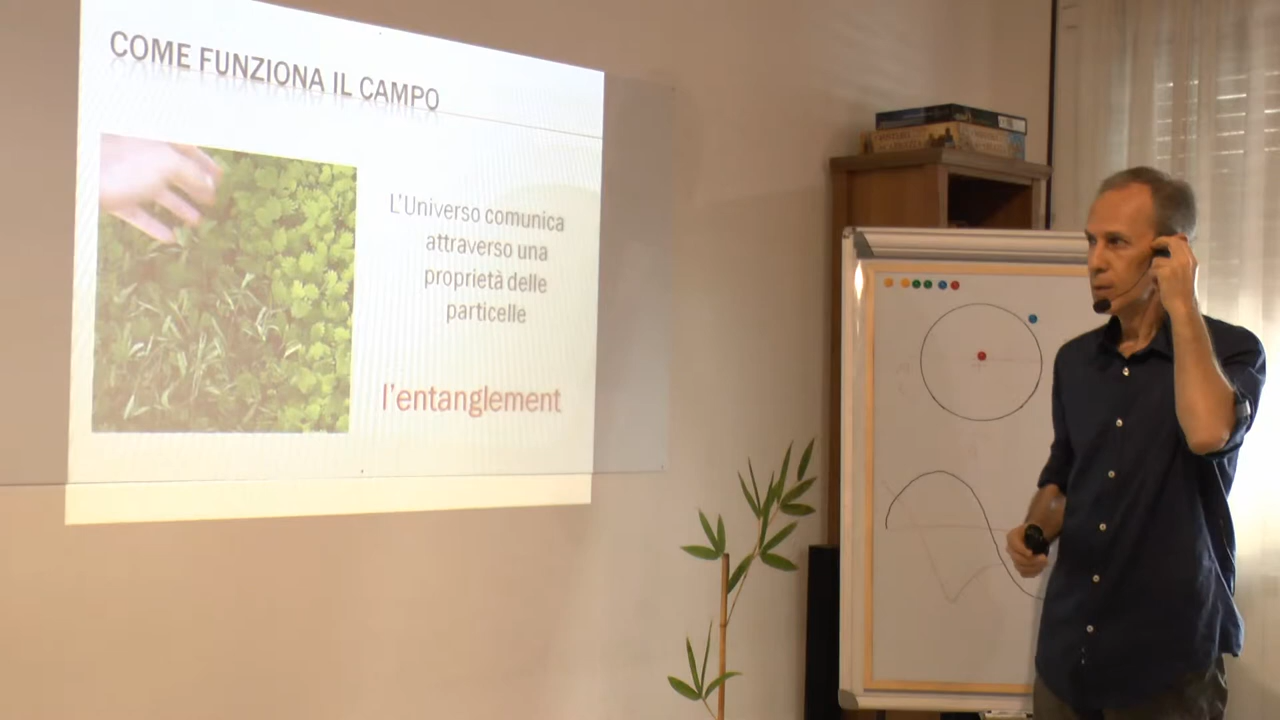 COME FUNZIONA IL CAMPO
L'Universo comunica
attraverso una
proprietà delle
particelle
l'entanglement